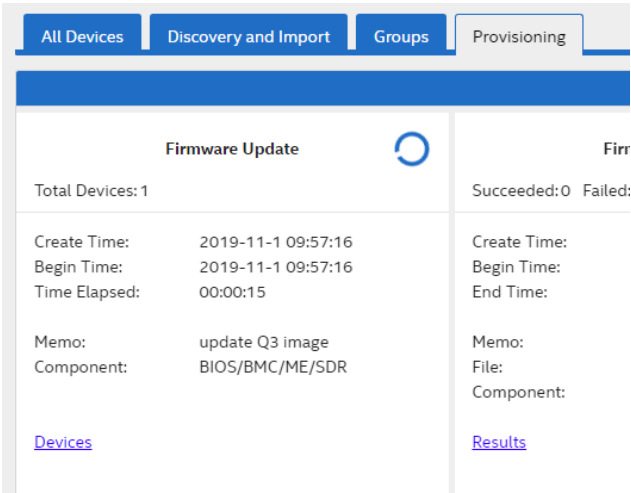 All Devices Discovery and Import Groups Provisioning
Firmware Update
Total Devices: 1
Create Time: 2019-11-1 09:57:16
Begin Time: 2019-11-1 09:57:16
Time Elapsed: 00:00:15
Memo: update Q3 image
Component: BIOS/BMC/ME/SDR
Devices
Succeeded: 0 Failed:
Create Time:
Begin Time:
End Time:
Memo:
File:
Component:
Results